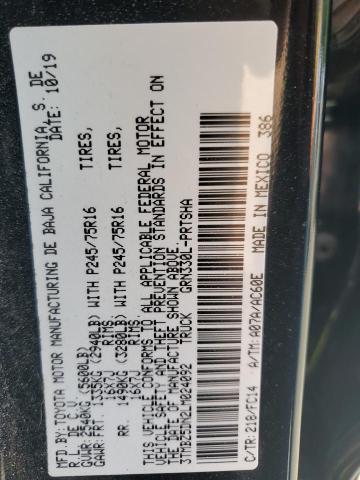 MFD.BY:TOYOTA MOTOR MANUFACTURING DE BAJA CALIFORNIA, S. DE
R.L. DE C.V. DATE: 10/19
GVWR: 2540KG (5600LB)
GAWR:FRT. 1335KG (2940LB) WITH P245/75R16 TIRES,
16X7J RIMS
RR. 1490KG (3280LB) WITH P245/75R16 TIRES,
16X7J RIMS
THIS VEHICLE CONFORMS TO ALL APPLICABLE FEDERAL MOTOR
VEHICLE SAFETY AND THEFT PREVENTION STANDARDS IN EFFECT ON
THE DATE OF MANUFACTURE SHOWN ABOVE.
TRUCK GRN330L-PRTSHA
C/TR:218/FC14 A/TM:A07A/AC60E MADE IN MEXICO 386